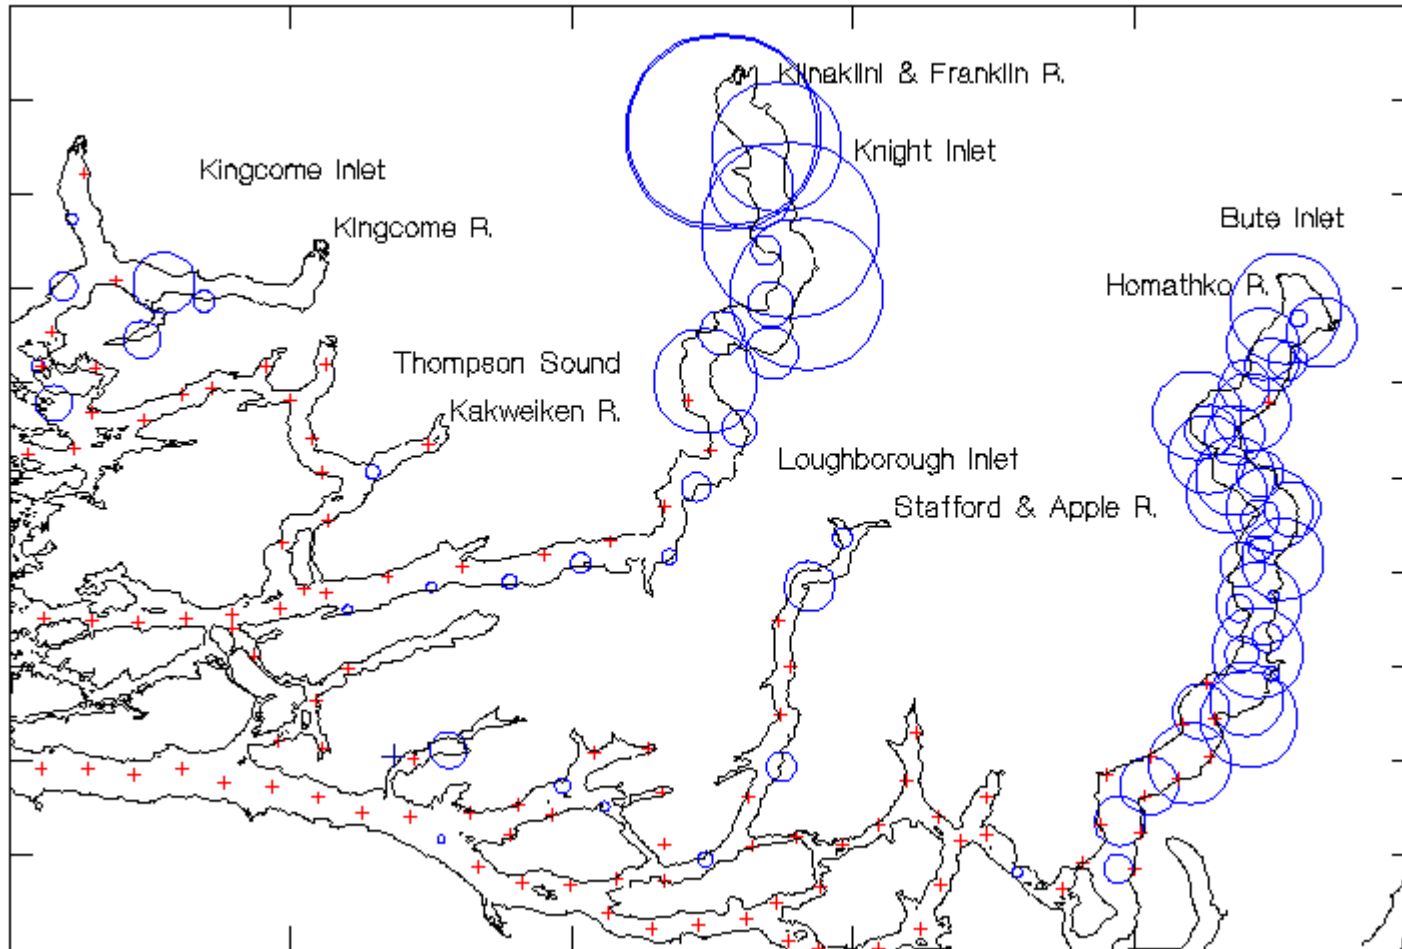 Klinaklini & Franklin R.
Knight Inlet
Kingcome Inlet
Kingcome R.
Bute Inlet
Homathko R.
Thompson Sound
Kakweiken R.
Loughborough Inlet
Stafford & Apple R.